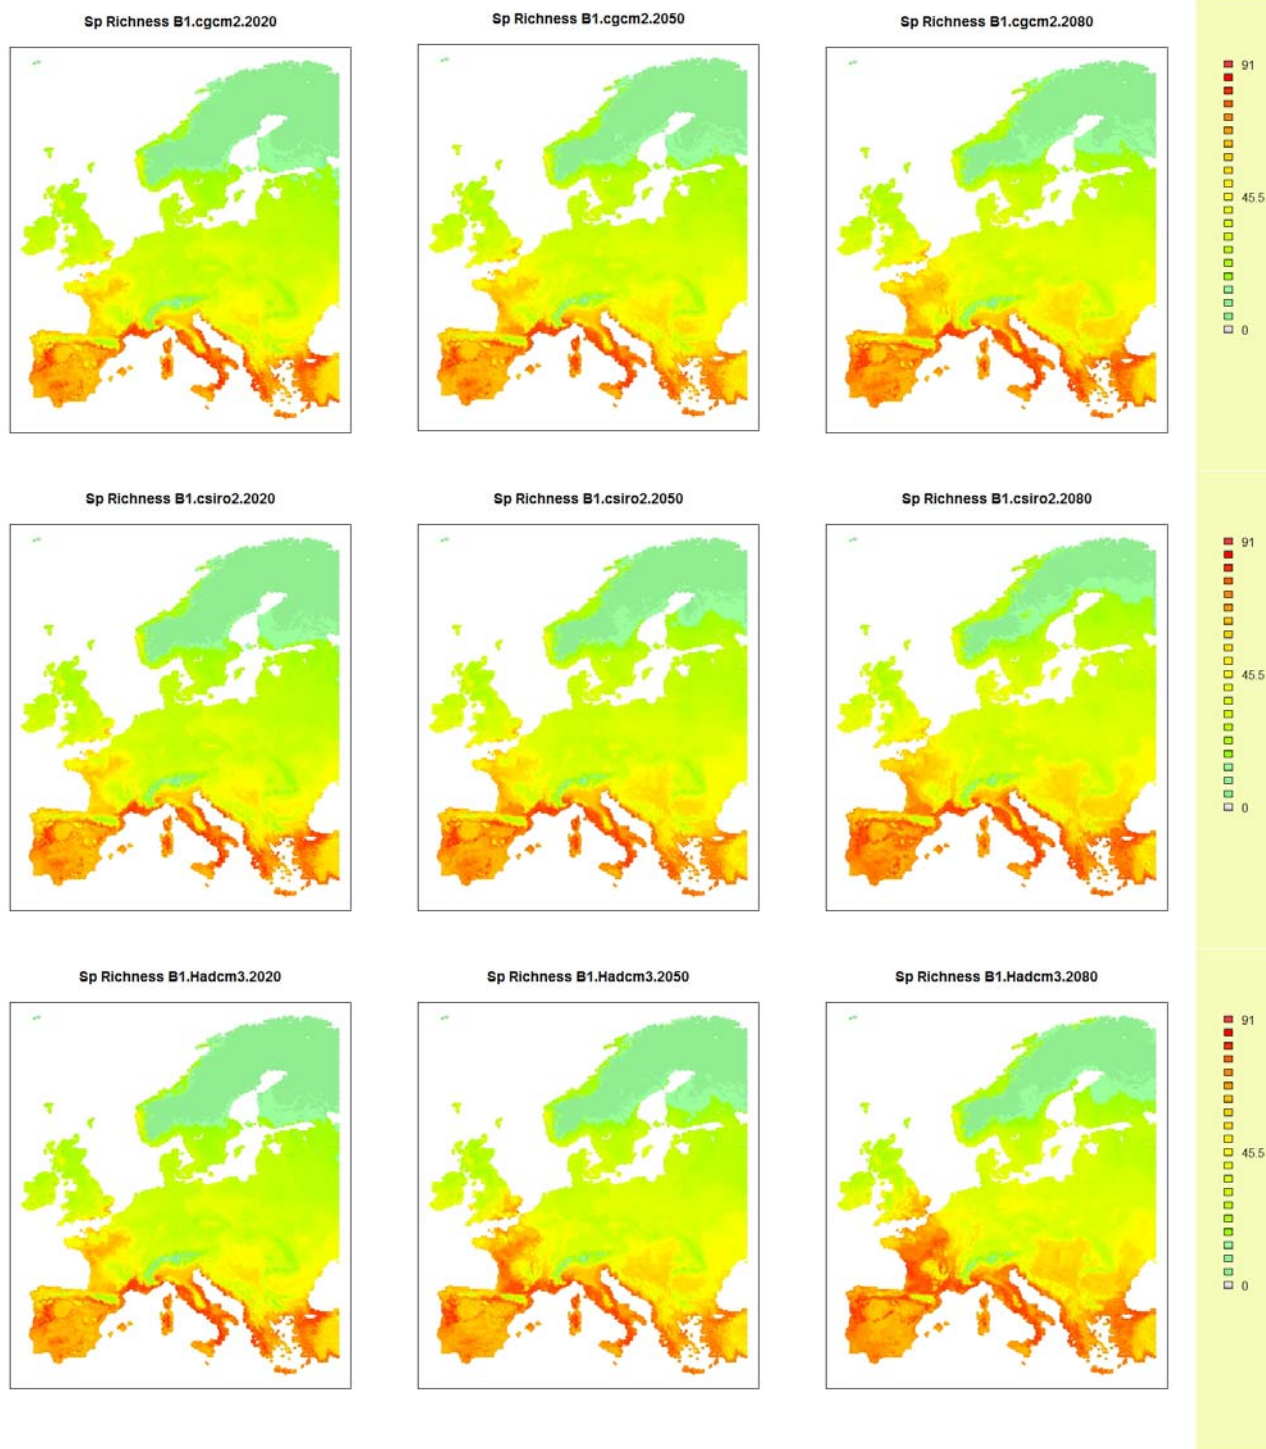 Sp Richness B1.cgcm2.2020
Sp Richness B1.cgcm2.2050
Sp Richness B1.cgcm2.2080
91
45.5
0
Sp Richness B1.csiro2.2020
Sp Richness B1.csiro2.2050
Sp Richness B1.csiro2.2080
91
45.5
0
Sp Richness B1.Hadcm3.2020
Sp Richness B1.Hadcm3.2050
Sp Richness B1.Hadcm3.2080
91
45.5
0